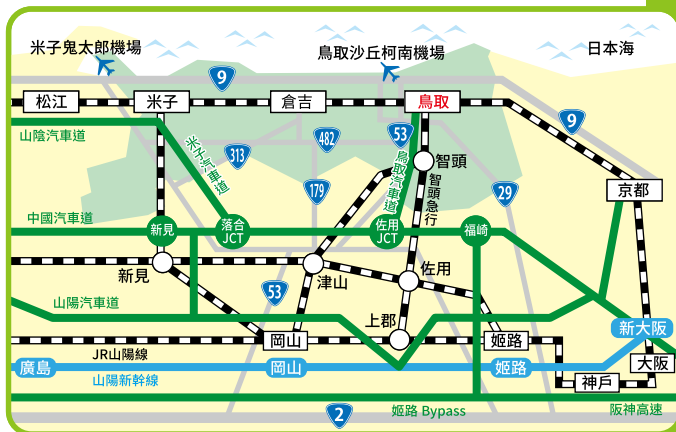 米子鬼太郎機場
鳥取沙丘柯南機場
日本海
9
松江
米子
倉吉
鳥取
9
山陰汽車道
米子汽車道
313
482
53
鳥取汽車道
智頭
智頭急行
179
29
京都
中國汽車道
新見
落合
JCT
佐用
JCT
福崎
新見
津山
佐用
53
山陽汽車道
上郡
岡山
姬路
新大阪
JR山陽線
廣島
岡山
姬路
大阪
山陽新幹線
神戶
姬路 Bypass
阪神高速
2